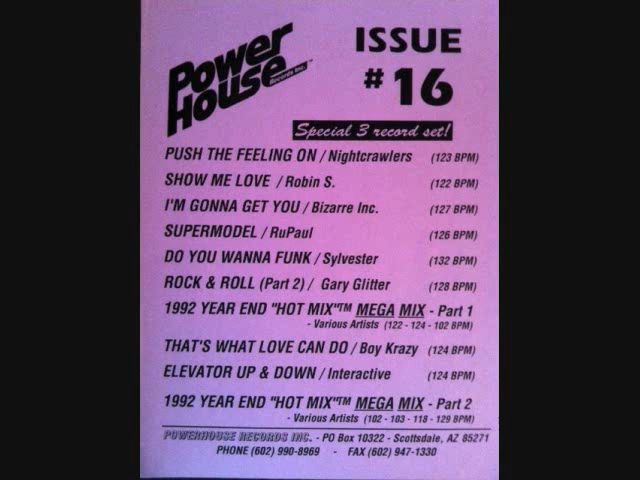 Power House Records Inc.™
ISSUE
# 16
Special 3 record set!
PUSH THE FEELING ON / Nightcrawlers (123 BPM)
SHOW ME LOVE / Robin S. (122 BPM)
I'M GONNA GET YOU / Bizarre Inc. (127 BPM)
SUPERMODEL / RuPaul (126 BPM)
DO YOU WANNA FUNK / Sylvester (132 BPM)
ROCK & ROLL (Part 2) / Gary Glitter (128 BPM)
1992 YEAR END "HOT MIX"™ MEGA MIX - Part 1
- Various Artists (122 - 124 - 102 BPM)
THAT'S WHAT LOVE CAN DO / Boy Krazy (124 BPM)
ELEVATOR UP & DOWN / Interactive (124 BPM)
1992 YEAR END "HOT MIX"™ MEGA MIX - Part 2
- Various Artists (102 - 103 - 118 - 129 BPM)
POWERHOUSE RECORDS INC. - PO Box 10322 - Scottsdale, AZ 85271
PHONE (602) 990-8969 - FAX (602) 947-1330